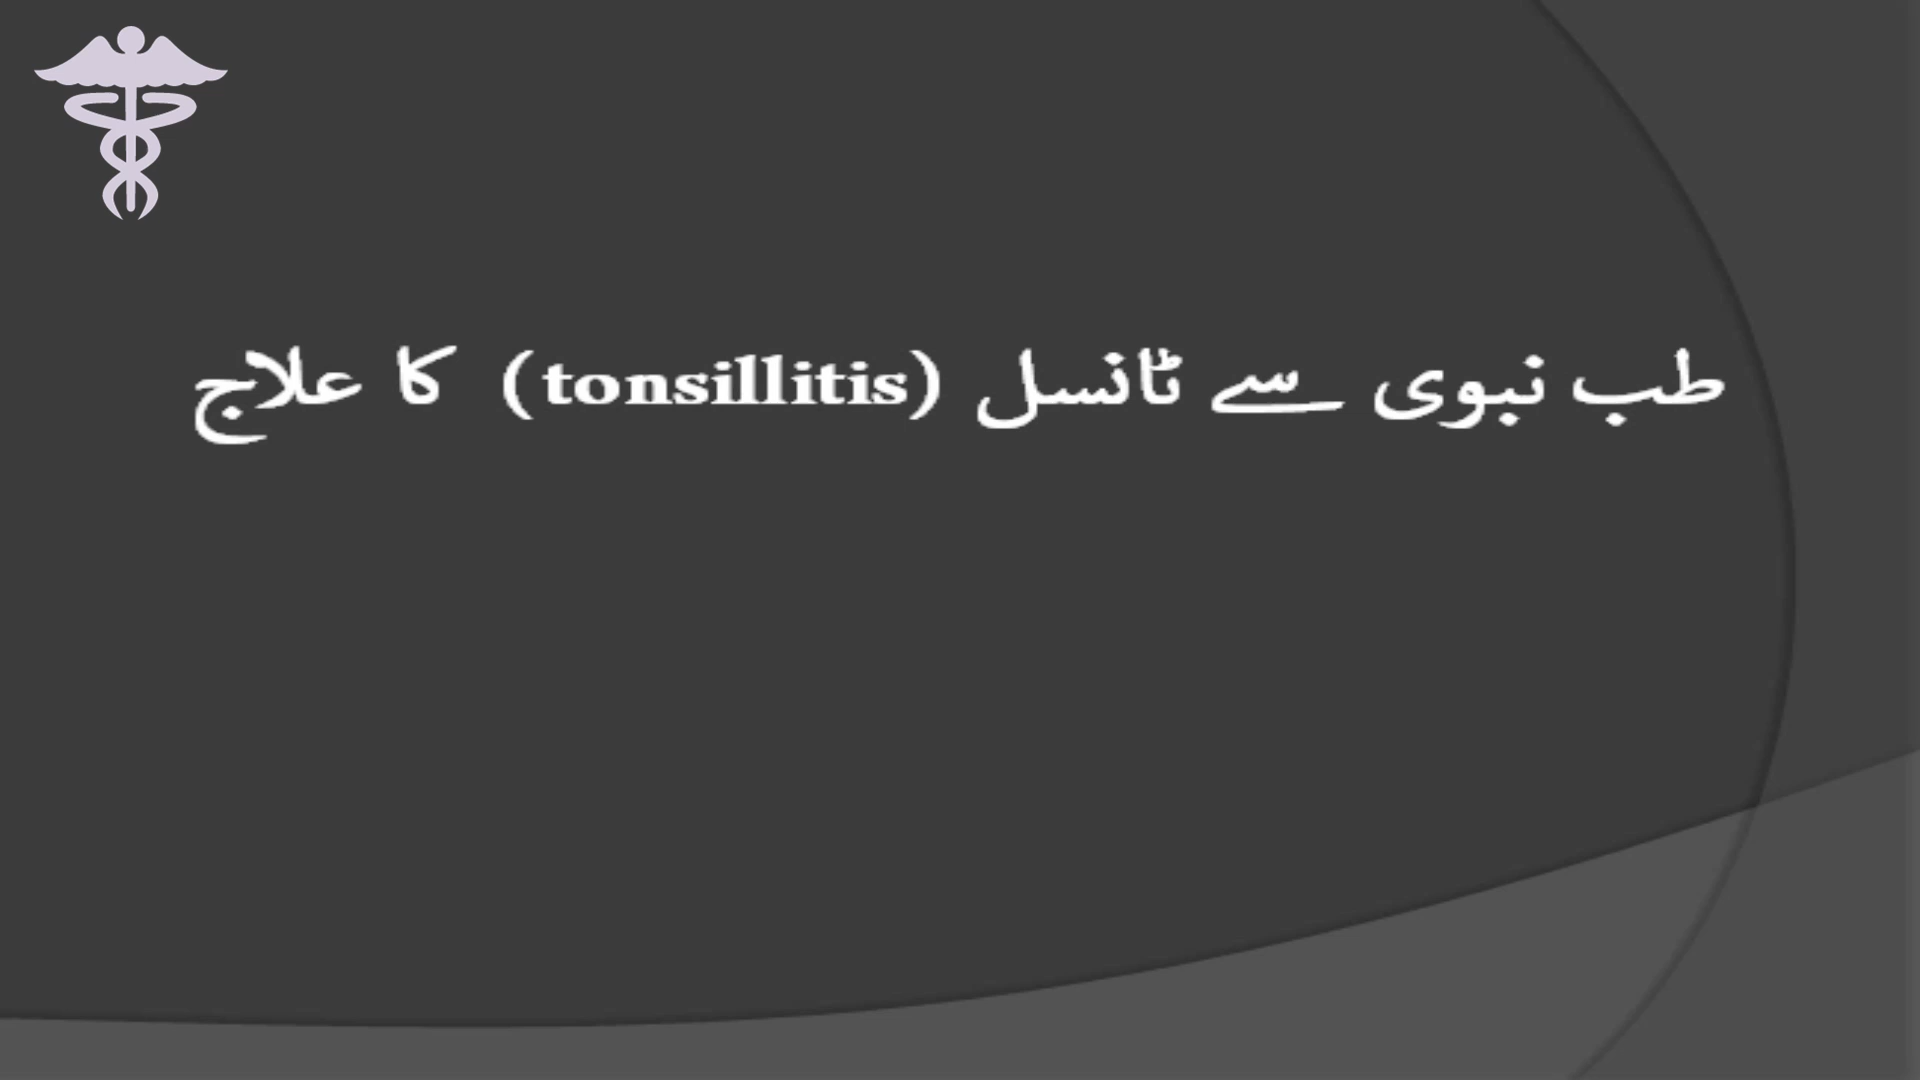 طب نبوی سے ٹانسل (tonsillitis) کا علاج